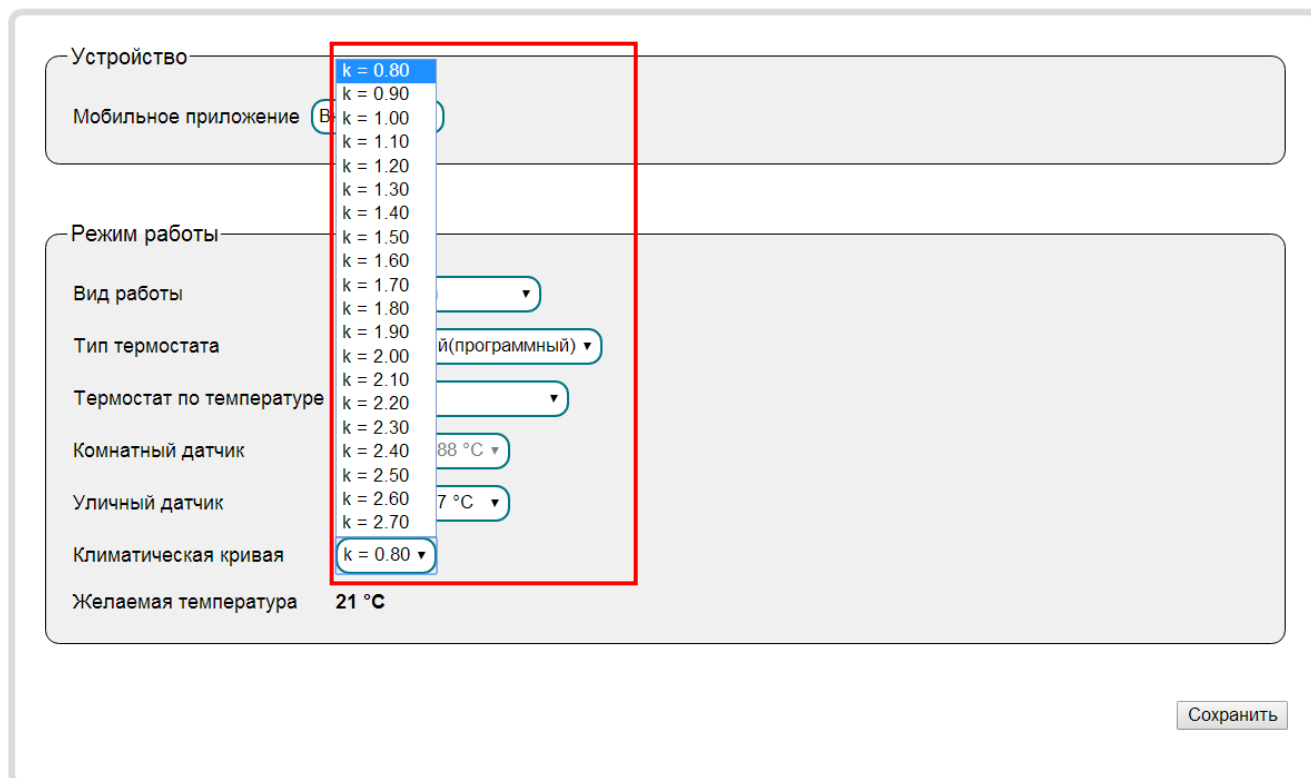 Устройство
Мобильное приложение
k = 0.80
k = 0.90
k = 1.00
k = 1.10
k = 1.20
k = 1.30
k = 1.40
k = 1.50
k = 1.60
k = 1.70
k = 1.80
k = 1.90
k = 2.00
k = 2.10
k = 2.20
k = 2.30
k = 2.40
k = 2.50
k = 2.60
k = 2.70
Режим работы
Вид работы
Тип термостата й(программный)
Термостат по температуре
Комнатный датчик 88 °C
Уличный датчик 7 °C
Климатическая кривая k = 0.80
Желаемая температура 21 °C
Сохранить